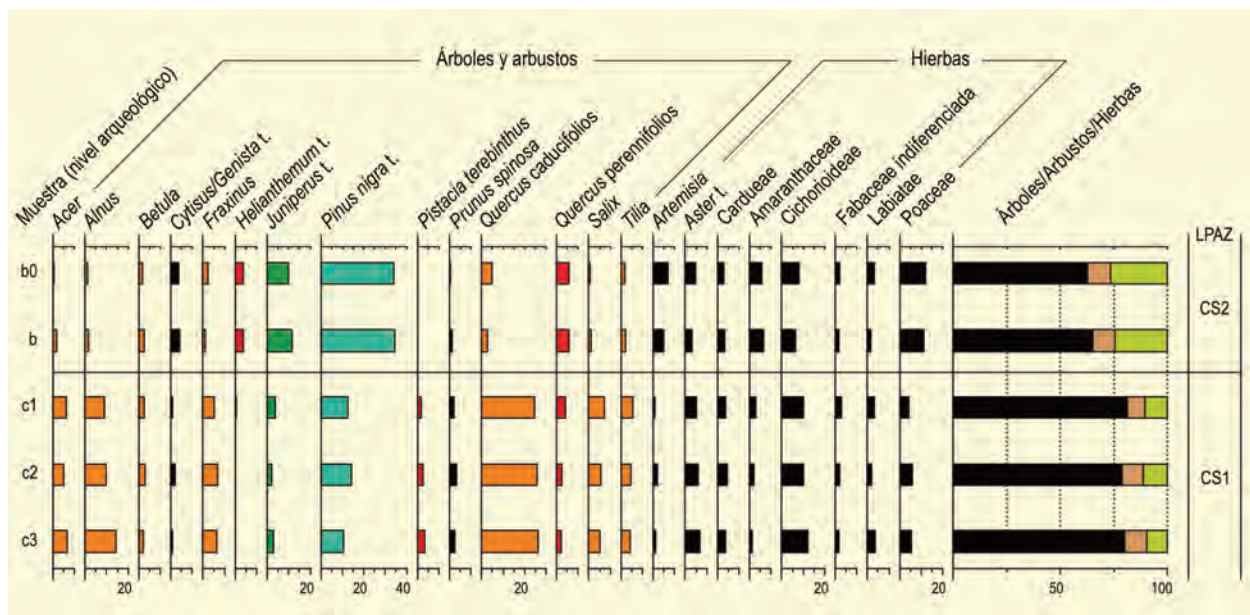 Árboles y arbustos
Hierbas
Muestra (nivel arqueológico)
Acer
Alnus
Betula
Cytisus/Genista t.
Fraxinus
Helianthemum t.
Juniperus t.
Pinus nigra t.
Pistacia terebinthus
Prunus spinosa
Quercus caducifolios
Quercus perennifolios
Salix
Tilia
Artemisia
Aster t.
Cardueae
Amaranthaceae
Cichorioideae
Fabaceae indiferenciada
Labiatae
Poaceae
Árboles/Arbustos/Hierbas
LPAZ
b0
CS2
b
c1
c2
CS1
c3
20 20 20 40 20 20 20 50 100